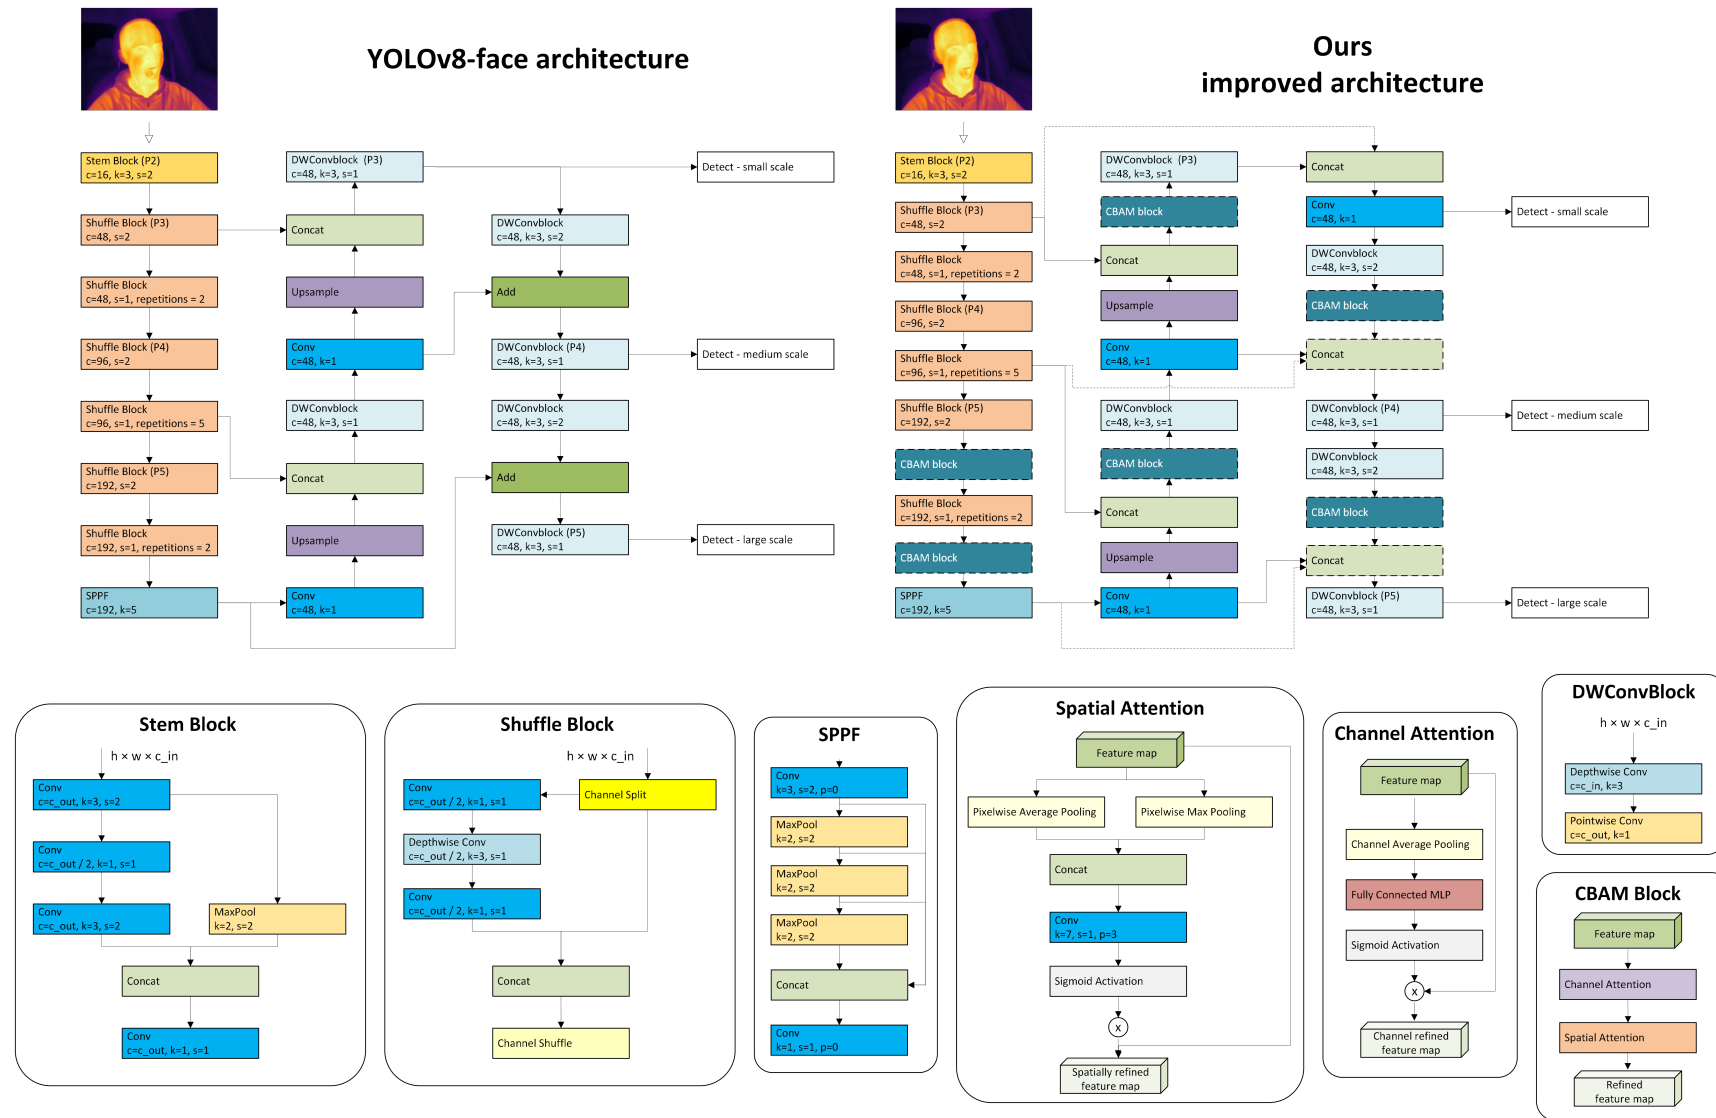 YOLOv8-face architecture
Stem Block (P2)
c=16, k=3, s=2
Shuffle Block (P3)
c=48, s=2
Shuffle Block
c=48, s=1, repetitions = 2
Shuffle Block (P4)
c=96, s=2
Shuffle Block
c=96, s=1, repetitions = 5
Shuffle Block (P5)
c=192, s=2
Shuffle Block
c=192, s=1, repetitions = 2
SPPF
c=192, k=5
DWConvblock (P3)
c=48, k=3, s=1
Concat
Upsample
Conv
c=48, k=1
DWConvblock
c=48, k=3, s=1
Concat
Upsample
Conv
c=48, k=1
DWConvblock
c=48, k=3, s=2
Add
DWConvblock (P4)
c=48, k=3, s=1
DWConvblock
c=48, k=3, s=2
Add
DWConvblock (P5)
c=48, k=3, s=1
Detect - small scale
Detect - medium scale
Detect - large scale
Ours
improved architecture
Stem Block (P2)
c=16, k=3, s=2
Shuffle Block (P3)
c=48, s=2
Shuffle Block
c=48, s=1, repetitions = 2
Shuffle Block (P4)
c=96, s=2
Shuffle Block
c=96, s=1, repetitions = 5
Shuffle Block (P5)
c=192, s=2
CBAM block
Shuffle Block
c=192, s=1, repetitions =2
CBAM block
SPPF
c=192, k=5
DWConvblock (P3)
c=48, k=3, s=1
CBAM block
Concat
Upsample
Conv
c=48, k=1
DWConvblock
c=48, k=3, s=1
CBAM block
Concat
Upsample
Conv
c=48, k=1
Concat
Conv
c=48, k=1
DWConvblock
c=48, k=3, s=2
CBAM block
Concat
DWConvblock (P4)
c=48, k=3, s=1
DWConvblock
c=48, k=3, s=2
CBAM block
Concat
DWConvblock (P5)
c=48, k=3, s=1
Detect - small scale
Detect - medium scale
Detect - large scale
Stem Block
h × w × c_in
Conv
c=c_out, k=3, s=2
Conv
c=c_out / 2, k=1, s=1
Conv
c=c_out, k=3, s=2
MaxPool
k=2, s=2
Concat
Conv
c=c_out, k=1, s=1
Shuffle Block
h × w × c_in
Conv
c=c_out / 2, k=1, s=1
Channel Split
Depthwise Conv
c=c_out / 2, k=3, s=1
Conv
c=c_out / 2, k=1, s=1
Concat
Channel Shuffle
SPPF
Conv
k=3, s=2, p=0
MaxPool
k=2, s=2
MaxPool
k=2, s=2
MaxPool
k=2, s=2
Concat
Conv
k=1, s=1, p=0
Spatial Attention
Feature map
Pixelwise Average Pooling
Pixelwise Max Pooling
Concat
Conv
k=7, s=1, p=3
Sigmoid Activation
x
Spatially refined
feature map
Channel Attention
Feature map
Channel Average Pooling
Fully Connected MLP
Sigmoid Activation
x
Channel refined
feature map
DWConvBlock
h × w × c_in
Depthwise Conv
c=c_in, k=3
Pointwise Conv
c=c_out, k=1
CBAM Block
Feature map
Channel Attention
Spatial Attention
Refined
feature map